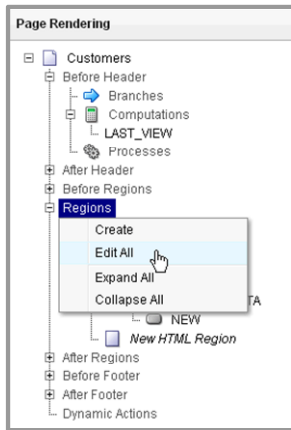 Page Rendering
Customers
Before Header
Branches
Computations
LAST_VIEW
Processes
After Header
Before Regions
Regions
Create
Edit All
Expand All
Collapse All
TA
NEW
New HTML Region
After Regions
Before Footer
After Footer
Dynamic Actions